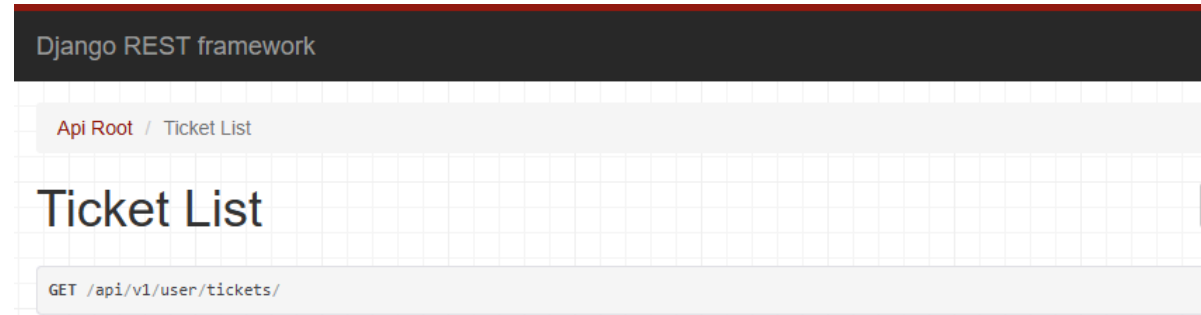 Django REST framework
Api Root / Ticket List
Ticket List
GET /api/v1/user/tickets/